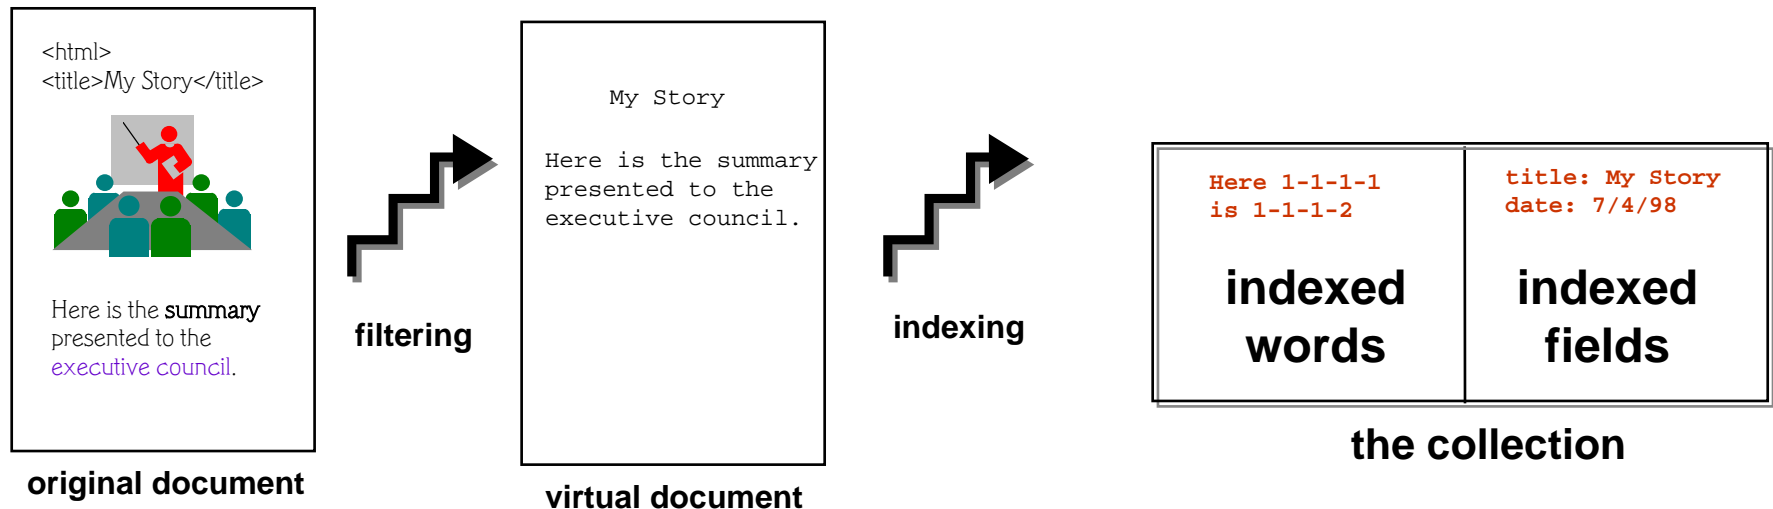 <html>
<title>My Story</title>
Here is the summary
presented to the
executive council.
original document
filtering
My Story
Here is the summary
presented to the
executive council.
virtual document
indexing
Here 1-1-1-1
is 1-1-1-2
indexed
words
title: My Story
date: 7/4/98
indexed
fields
the collection